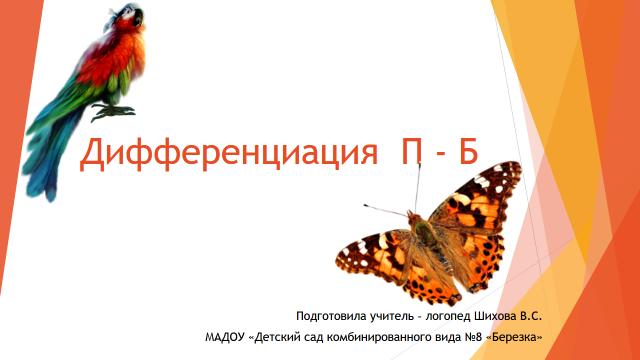 Дифференциация П - Б
Подготовила учитель – логопед Шихова В.С.
МАДОУ «Детский сад комбинированного вида №8 «Березка»